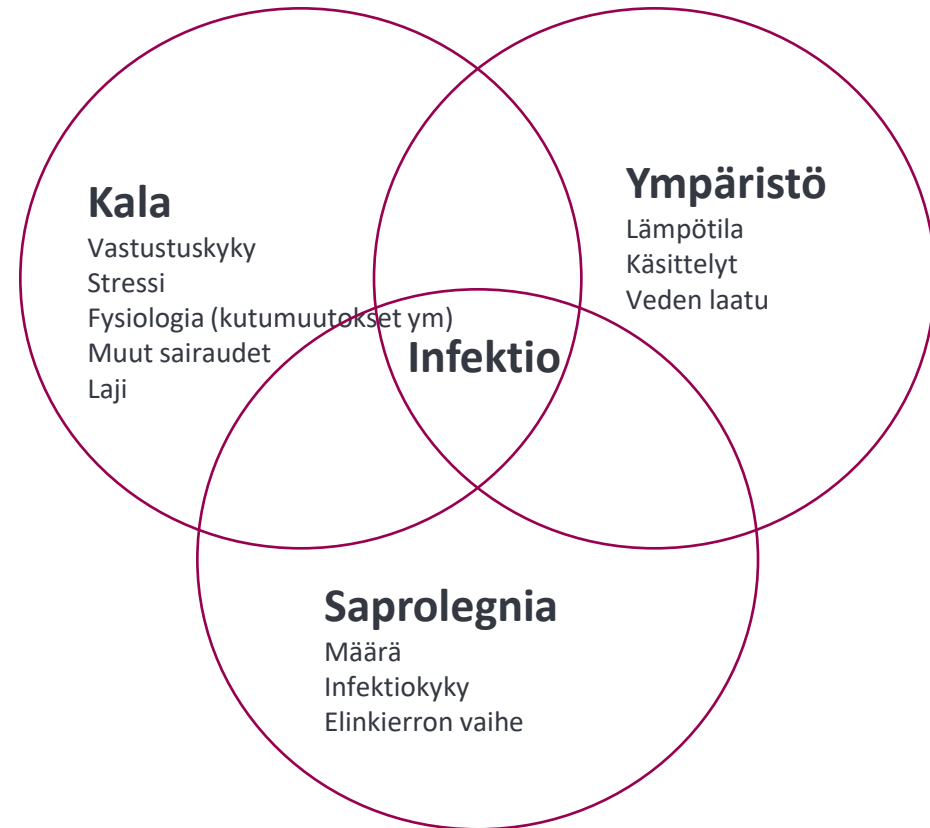 Kala
Vastustuskyky
Stressi
Fysiologia (kutumuutokset ym)
Muut sairaudet
Laji
Ympäristö
Lämpötila
Käsittelyt
Veden laatu
Infektio
Saprolegnia
Määrä
Infektiokyky
Elinkierron vaihe